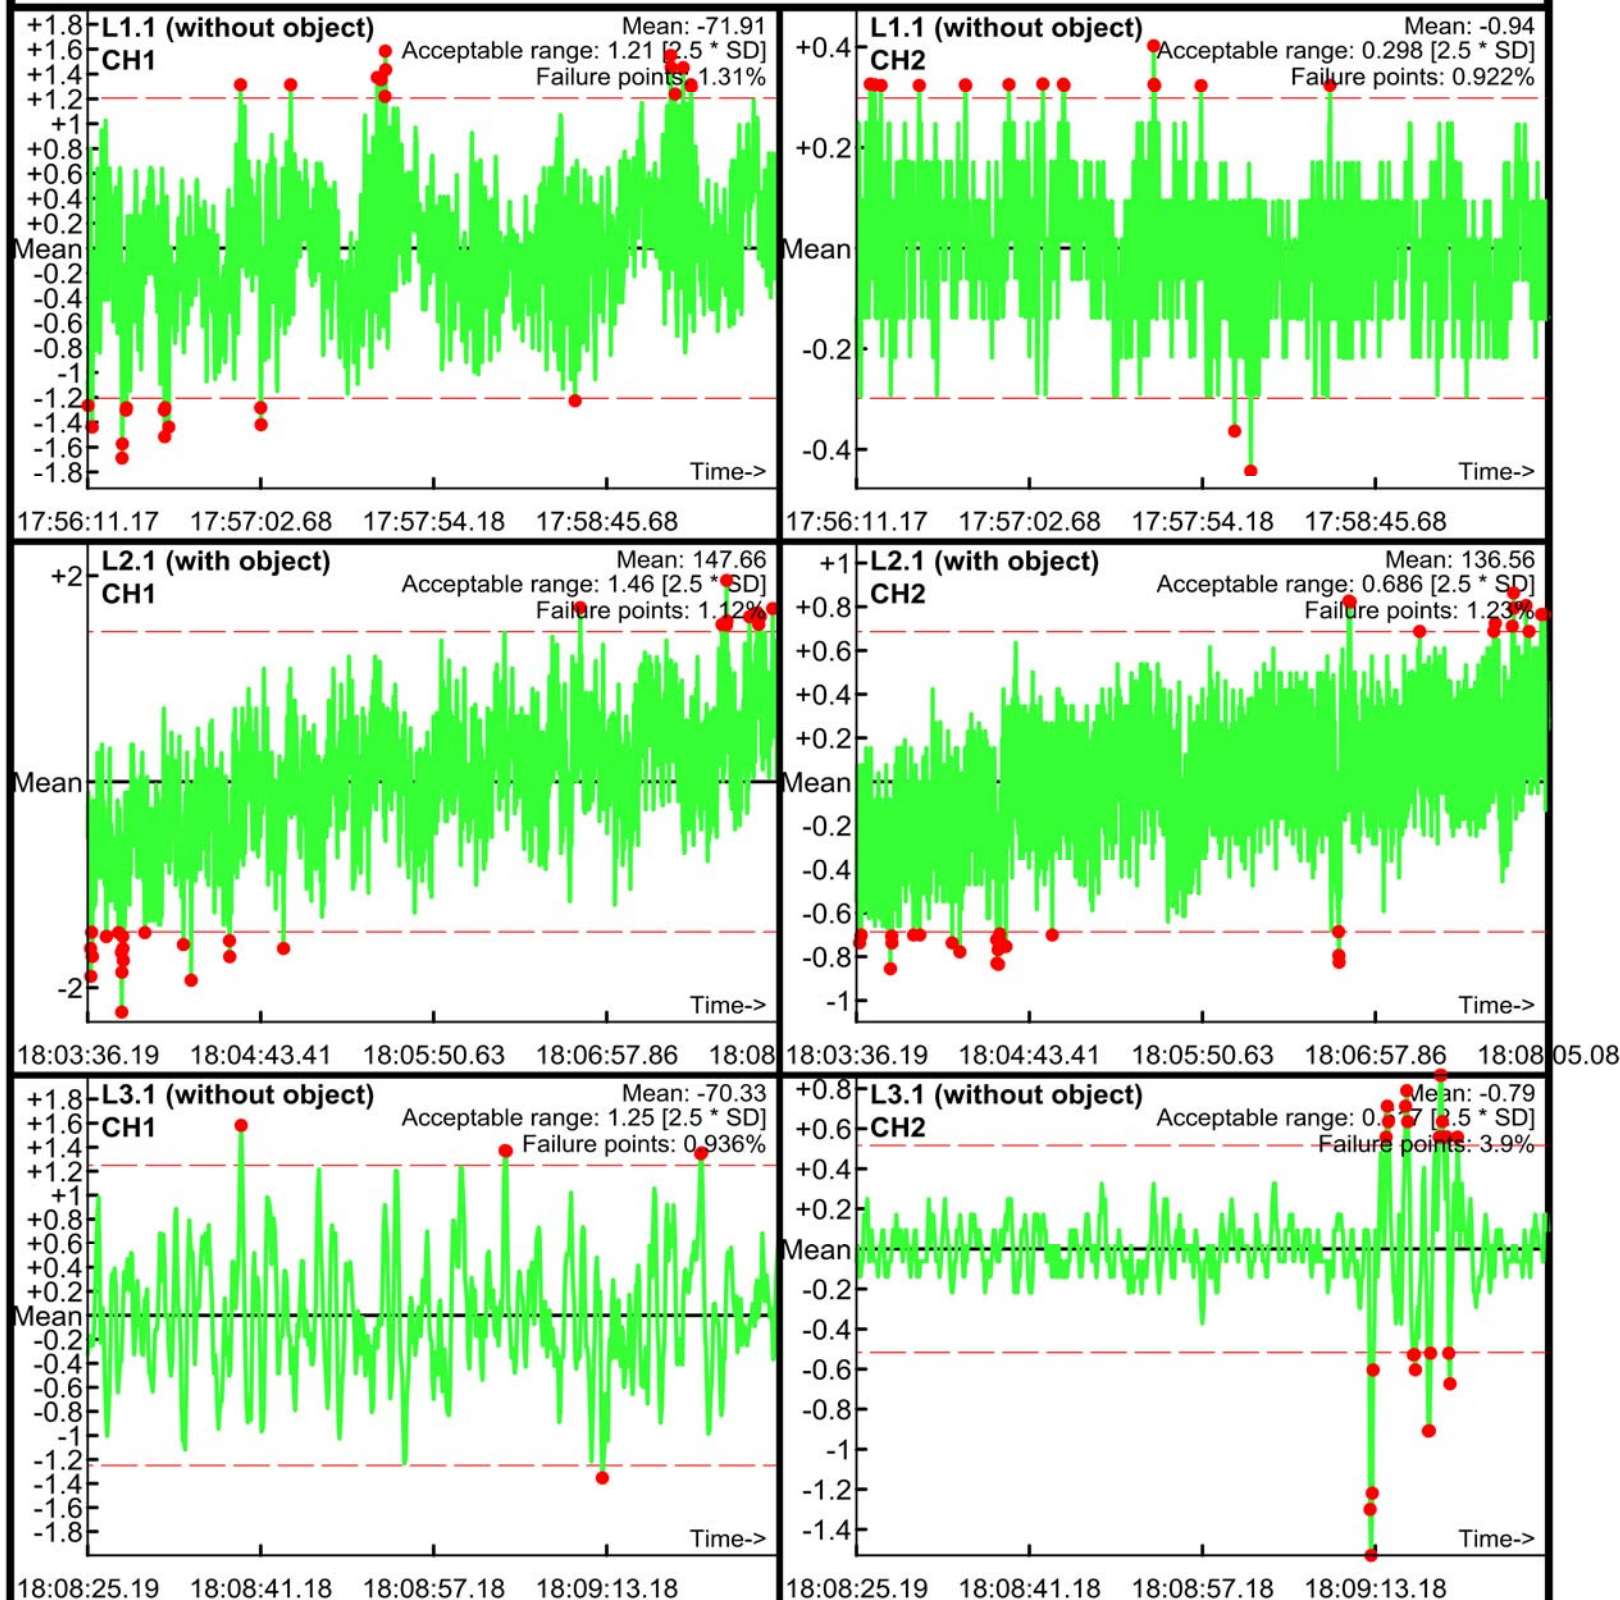 L1.1 (without object)
CH1
Mean: -71.91
Acceptable range: 1.21 [2.5 * SD]
Failure points: 1.31%
+1.8
+1.6
+1.4
+1.2
+1
+0.8
+0.6
+0.4
+0.2
Mean
-0.2
-0.4
-0.6
-0.8
-1
-1.2
-1.4
-1.6
-1.8
Time->
17:56:11.17 17:57:02.68 17:57:54.18 17:58:45.68
L1.1 (without object)
CH2
Mean: -0.94
Acceptable range: 0.298 [2.5 * SD]
Failure points: 0.922%
+0.4
+0.2
Mean
-0.2
-0.4
Time->
17:56:11.17 17:57:02.68 17:57:54.18 17:58:45.68
L2.1 (with object)
CH1
Mean: 147.66
Acceptable range: 1.46 [2.5 * SD]
Failure points: 1.12%
+2
Mean
-2
Time->
18:03:36.19 18:04:43.41 18:05:50.63 18:06:57.86 18:08
L2.1 (with object)
CH2
Mean: 136.56
Acceptable range: 0.686 [2.5 * SD]
Failure points: 1.23%
+1
+0.8
+0.6
+0.4
+0.2
Mean
-0.2
-0.4
-0.6
-0.8
-1
Time->
18:03:36.19 18:04:43.41 18:05:50.63 18:06:57.86 18:08:05.08
L3.1 (without object)
CH1
Mean: -70.33
Acceptable range: 1.25 [2.5 * SD]
Failure points: 0.936%
+1.8
+1.6
+1.4
+1.2
+1
+0.8
+0.6
+0.4
+0.2
Mean
-0.2
-0.4
-0.6
-0.8
-1
-1.2
-1.4
-1.6
-1.8
Time->
18:08:25.19 18:08:41.18 18:08:57.18 18:09:13.18
L3.1 (without object)
CH2
Mean: -0.79
Acceptable range: [2.5 * SD]
Failure points: 3.9%
+0.8
+0.6
+0.4
+0.2
Mean
-0.2
-0.4
-0.6
-0.8
-1
-1.2
-1.4
Time->
18:08:25.19 18:08:41.18 18:08:57.18 18:09:13.18